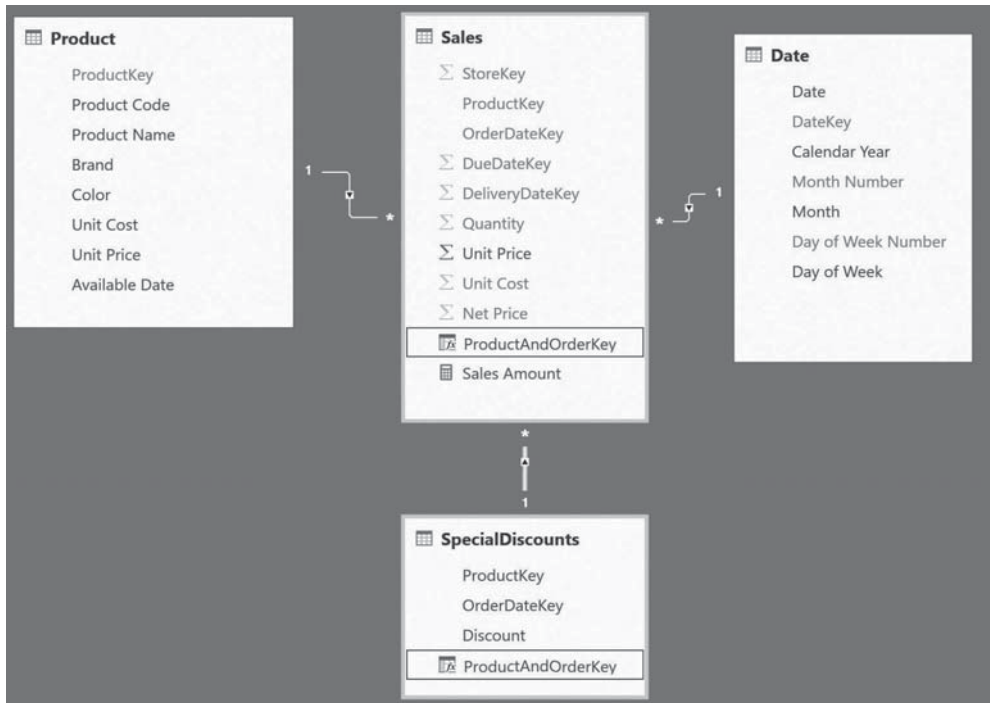 Product
ProductKey
Product Code
Product Name
Brand
Color
Unit Cost
Unit Price
Available Date
1
*
Sales
Σ StoreKey
ProductKey
OrderDateKey
Σ DueDateKey
Σ DeliveryDateKey
Σ Quantity
Σ Unit Price
Σ Unit Cost
Σ Net Price
ProductAndOrderKey
Sales Amount
*
1
Date
Date
DateKey
Calendar Year
Month Number
Month
Day of Week Number
Day of Week
*
1
SpecialDiscounts
ProductKey
OrderDateKey
Discount
ProductAndOrderKey